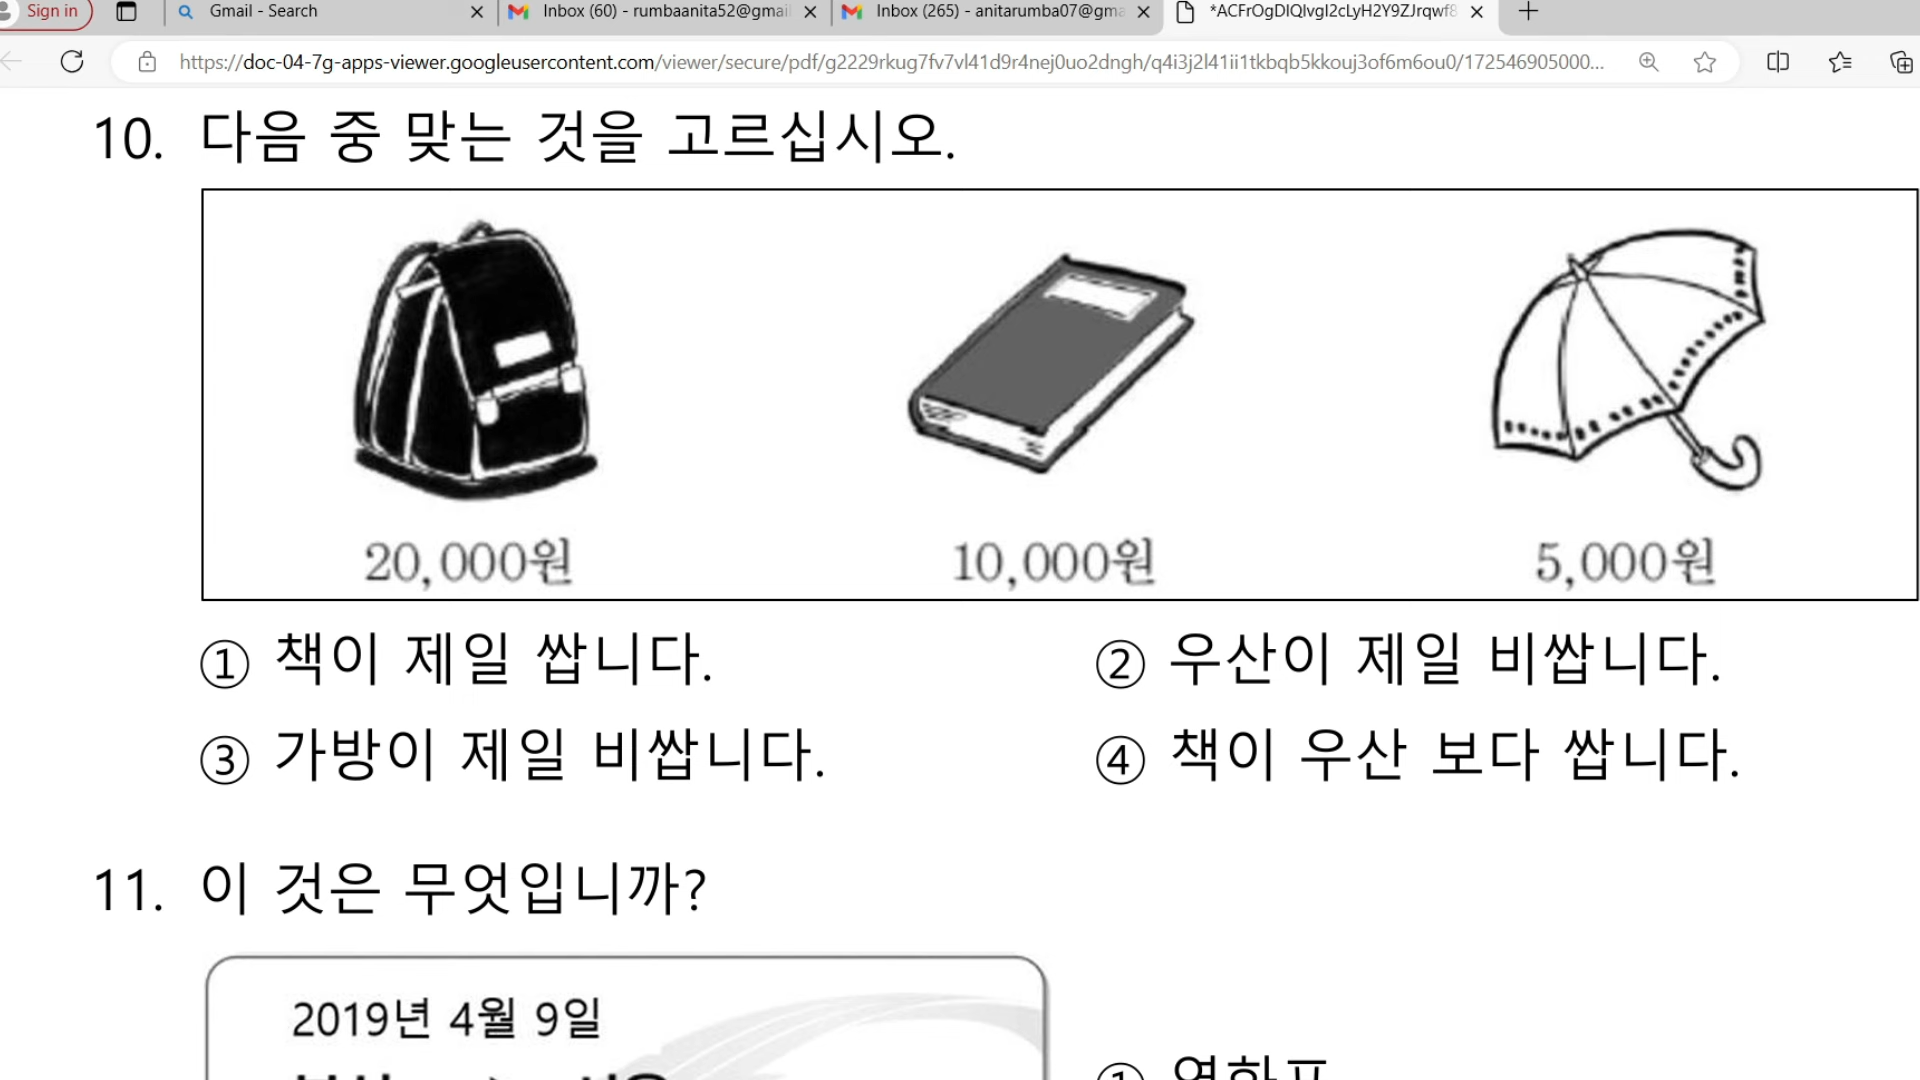 Sign in
Gmail - Search
Inbox (60) - rumbaanita52@gmai
Inbox (265) - anitarumba07@gma
*ACFrOgDIQIvgI2cLyH2Y9ZJrqwf8
https://doc-04-7g-apps-viewer.googleusercontent.com/viewer/secure/pdf/g2229rkug7fv7vl41d9r4nej0uo2dngh/q4i3j2l41ii1tkbqb5kkouj3of6m6ou0/172546905000...
10. 다음 중 맞는 것을 고르십시오.
20,000원 10,000원 5,000원
① 책이 제일 쌉니다. ② 우산이 제일 비쌉니다.
③ 가방이 제일 비쌉니다. ④ 책이 우산 보다 쌉니다.
11. 이 것은 무엇입니까?
2019년 4월 9일